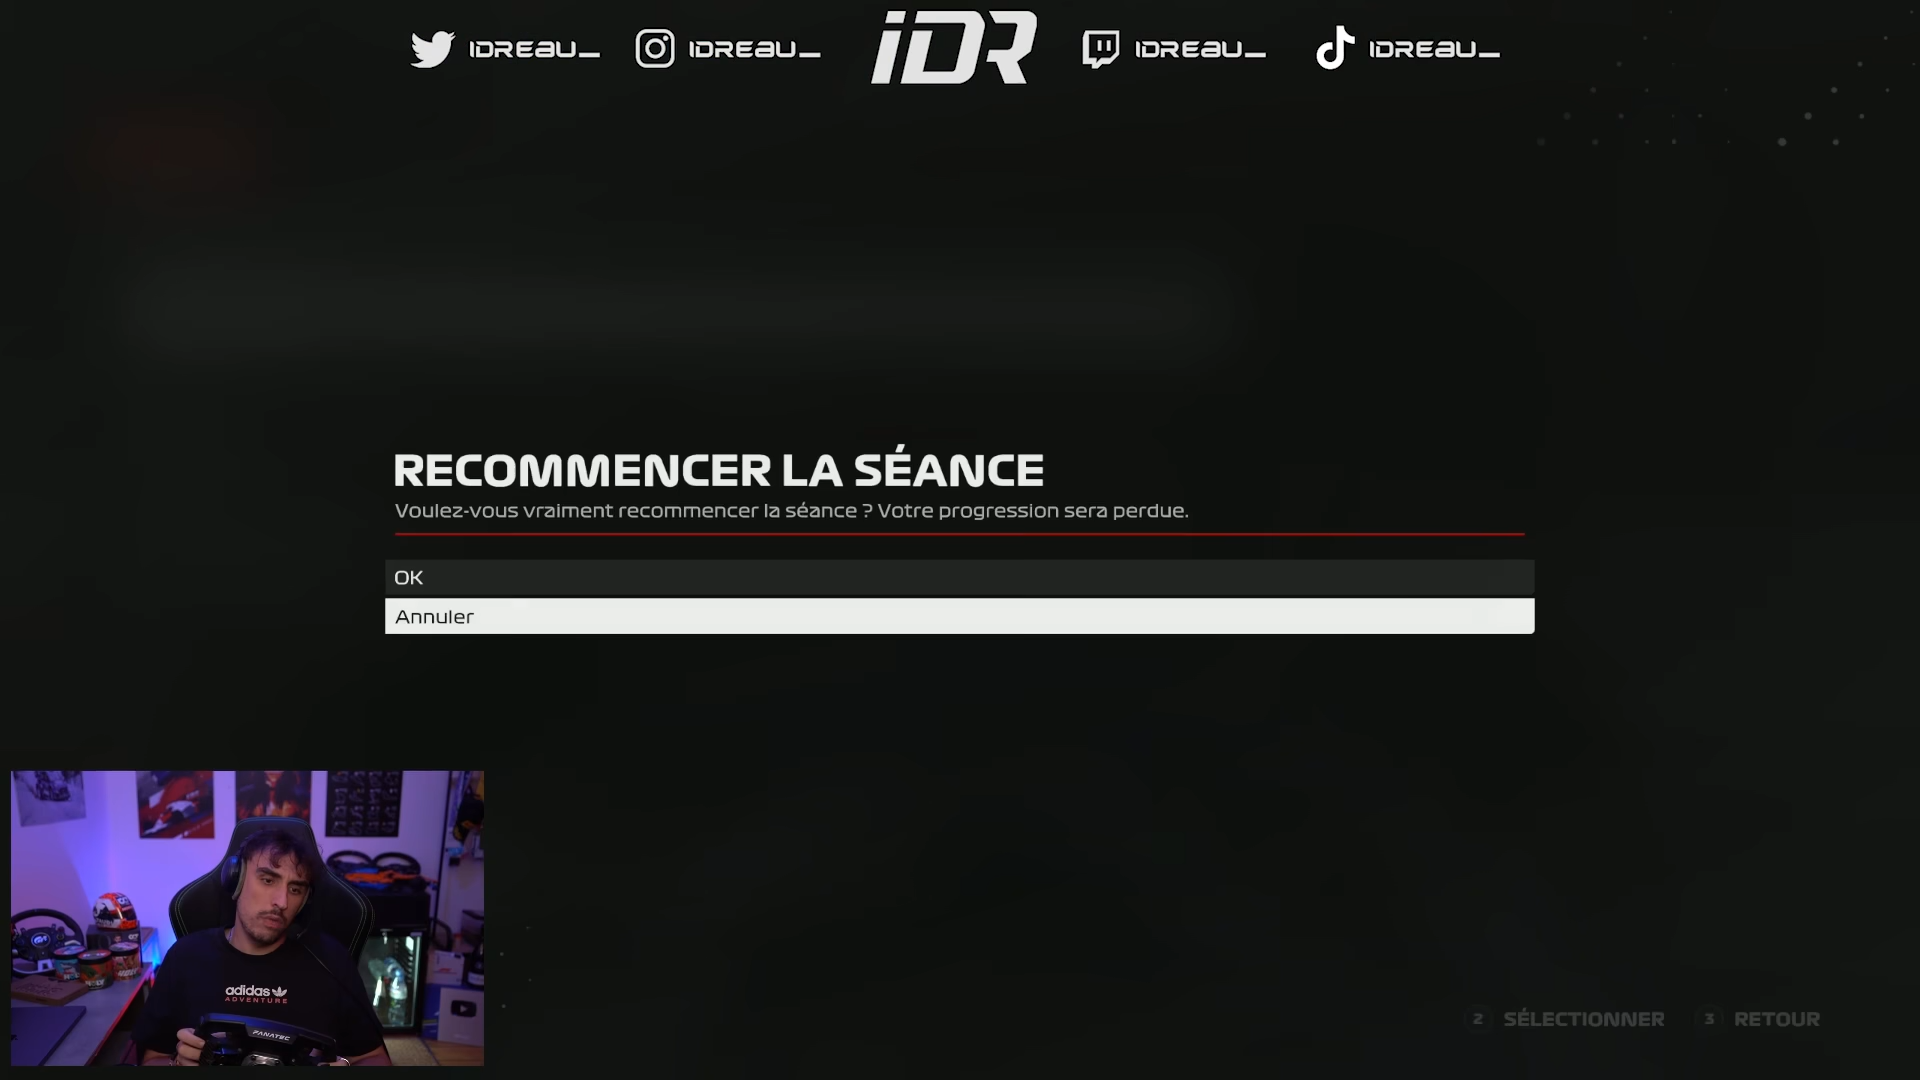 IDREAU_ IDREAU_ iDR IDREAU_ IDREAU_
RECOMMENCER LA SÉANCE
Voulez-vous vraiment recommencer la séance ? Votre progression sera perdue.
OK
Annuler
adidas
ADVENTURE
FANATEC
2 SÉLECTIONNER 3 RETOUR